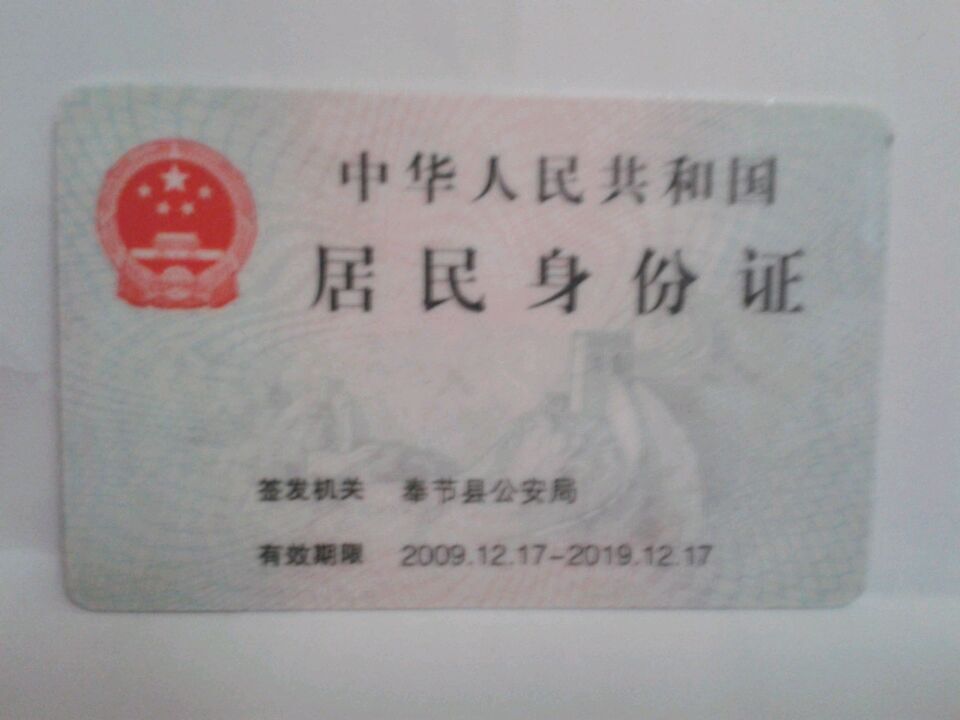 中华人民共和国
居民身份证
签发机关 奉节县公安局
有效期限 2009.12.17-2019.12.17